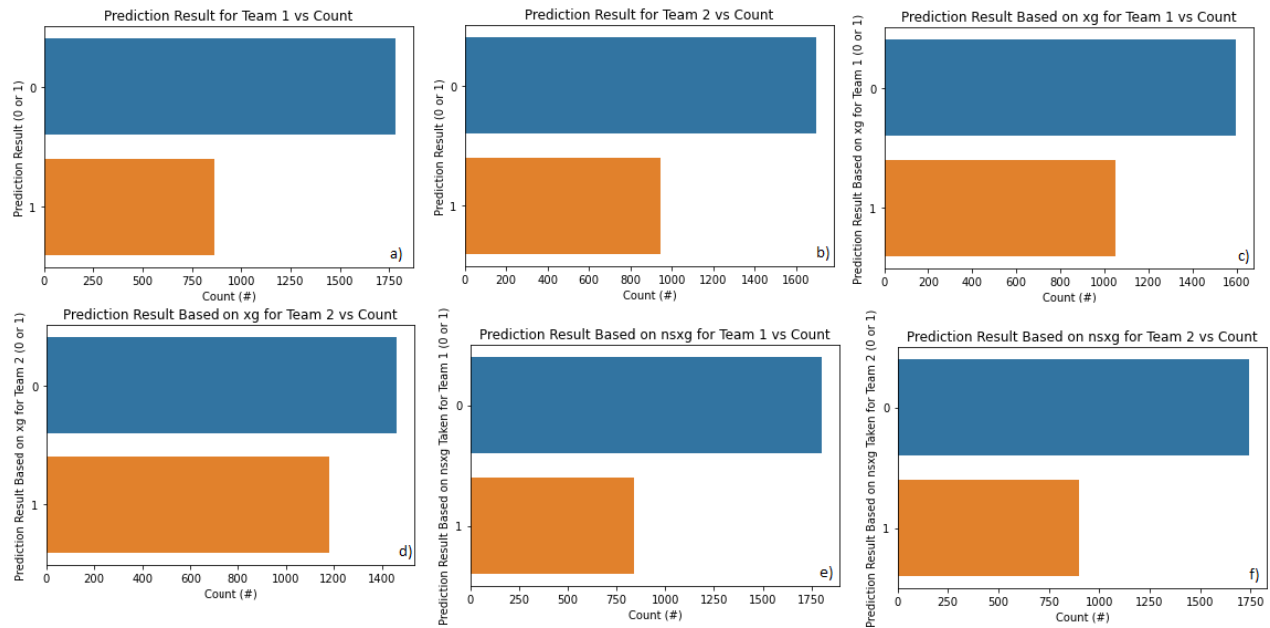 Prediction Result for Team 1 vs Count
Prediction Result (0 or 1)
0
1
a)
0 250 500 750 1000 1250 1500 1750
Count (#)
Prediction Result for Team 2 vs Count
Prediction Result (0 or 1)
0
1
b)
0 200 400 600 800 1000 1200 1400 1600
Count (#)
Prediction Result Based on xg for Team 1 vs Count
Prediction Result Based on xg for Team 1 (0 or 1)
0
1
c)
0 200 400 600 800 1000 1200 1400 1600
Count (#)
Prediction Result Based on xg for Team 2 vs Count
Prediction Result Based on xg for Team 2 (0 or 1)
0
1
d)
0 200 400 600 800 1000 1200 1400
Count (#)
Prediction Result Based on nsxg for Team 1 vs Count
Prediction Result Based on nsxg Taken for Team 1 (0 or 1)
0
1
e)
0 250 500 750 1000 1250 1500 1750
Count (#)
Prediction Result Based on nsxg for Team 2 vs Count
Prediction Result Based on nsxg Taken for Team 2 (0 or 1)
0
1
f)
0 250 500 750 1000 1250 1500 1750
Count (#)